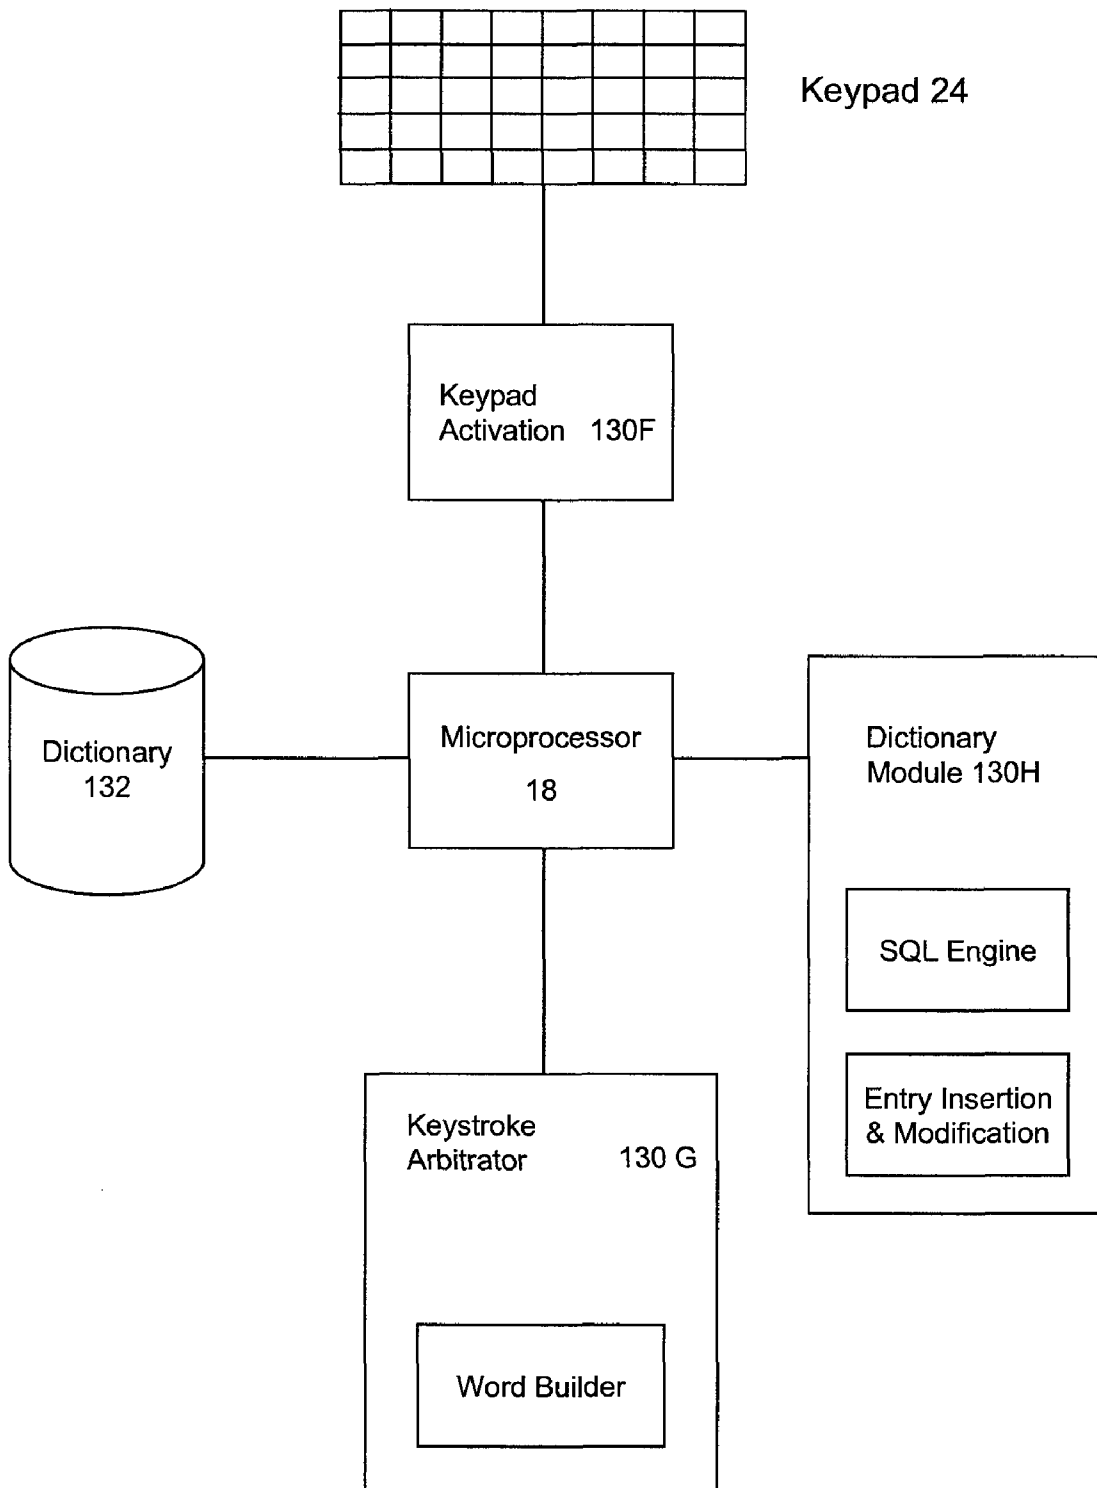 Keypad 24
Keypad
Activation 130F
Dictionary
132
Microprocessor
18
Dictionary
Module 130H
SQL Engine
Entry Insertion
& Modification
Keystroke
Arbitrator 130 G
Word Builder